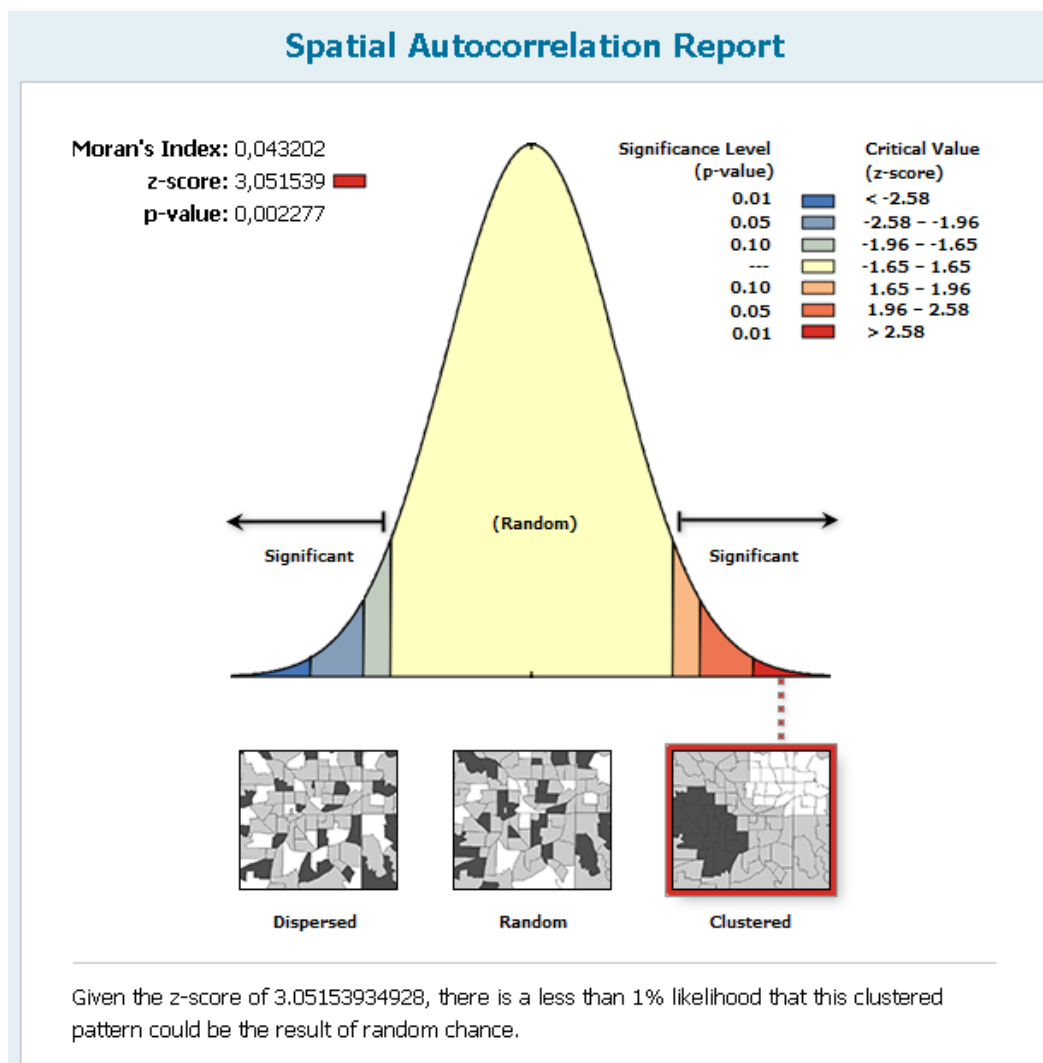 Spatial Autocorrelation Report
Moran's Index: 0,043202
z-score: 3,051539
p-value: 0,002277
Significance Level
(p-value)
Critical Value
(z-score)
0.01 < -2.58
0.05 -2.58 – -1.96
0.10 -1.96 – -1.65
--- -1.65 – 1.65
0.10 1.65 – 1.96
0.05 1.96 – 2.58
0.01 > 2.58
(Random)
Significant
Significant
Dispersed
Random
Clustered
Given the z-score of 3.05153934928, there is a less than 1% likelihood that this clustered
pattern could be the result of random chance.